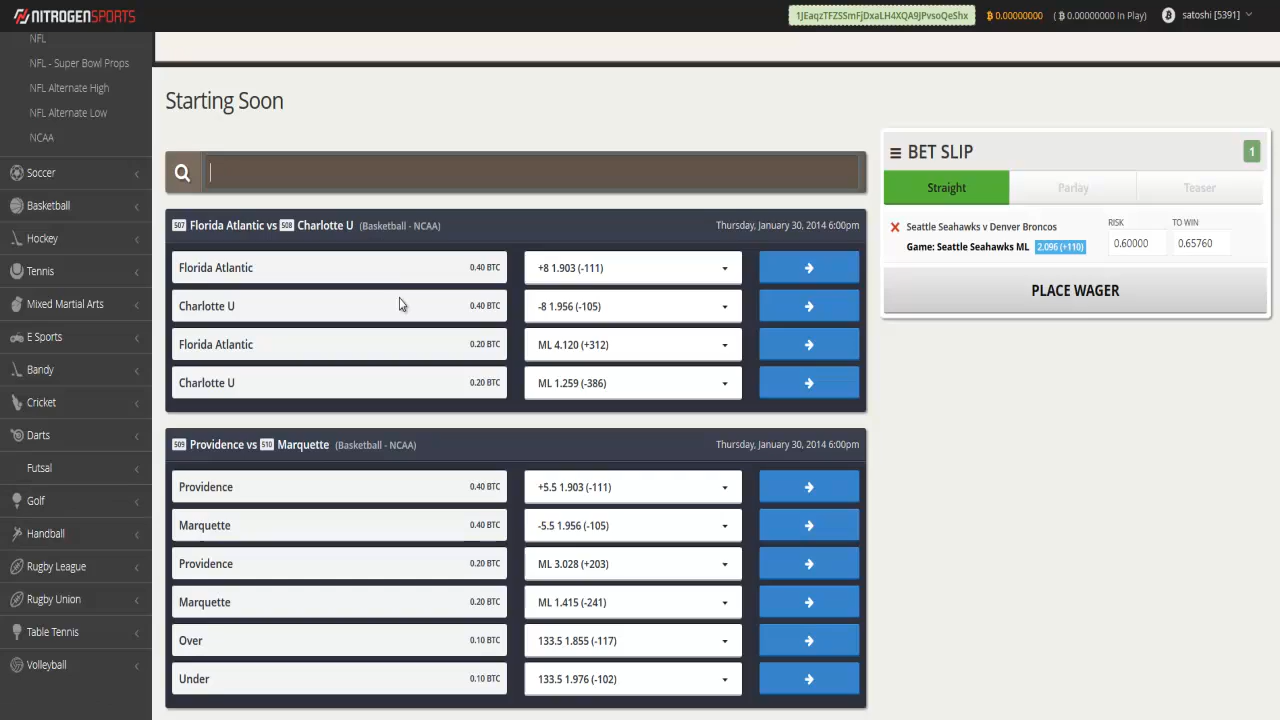 NITROGENSPORTS
1JEaqzTFZSSmFjDxaLH4XQA9JPvsoQeShx
0.00000000
( 0.00000000 In Play)
satoshi [5391]
NFL
NFL - Super Bowl Props
NFL Alternate High
NFL Alternate Low
NCAA
Soccer
Basketball
Hockey
Tennis
Mixed Martial Arts
E Sports
Bandy
Cricket
Darts
Futsal
Golf
Handball
Rugby League
Rugby Union
Table Tennis
Volleyball
Starting Soon
507 Florida Atlantic vs 508 Charlotte U (Basketball - NCAA) Thursday, January 30, 2014 6:00pm
Florida Atlantic 0.40 BTC +8 1.903 (-111)
Charlotte U 0.40 BTC -8 1.956 (-105)
Florida Atlantic 0.20 BTC ML 4.120 (+312)
Charlotte U 0.20 BTC ML 1.259 (-386)
509 Providence vs 510 Marquette (Basketball - NCAA) Thursday, January 30, 2014 6:00pm
Providence 0.40 BTC +5.5 1.903 (-111)
Marquette 0.40 BTC -5.5 1.956 (-105)
Providence 0.20 BTC ML 3.028 (+203)
Marquette 0.20 BTC ML 1.415 (-241)
Over 0.10 BTC 133.5 1.855 (-117)
Under 0.10 BTC 133.5 1.976 (-102)
BET SLIP 1
Straight Parlay Teaser
RISK TO WIN
Seattle Seahawks v Denver Broncos
Game: Seattle Seahawks ML 2.096 (+110) 0.60000 0.65760
PLACE WAGER